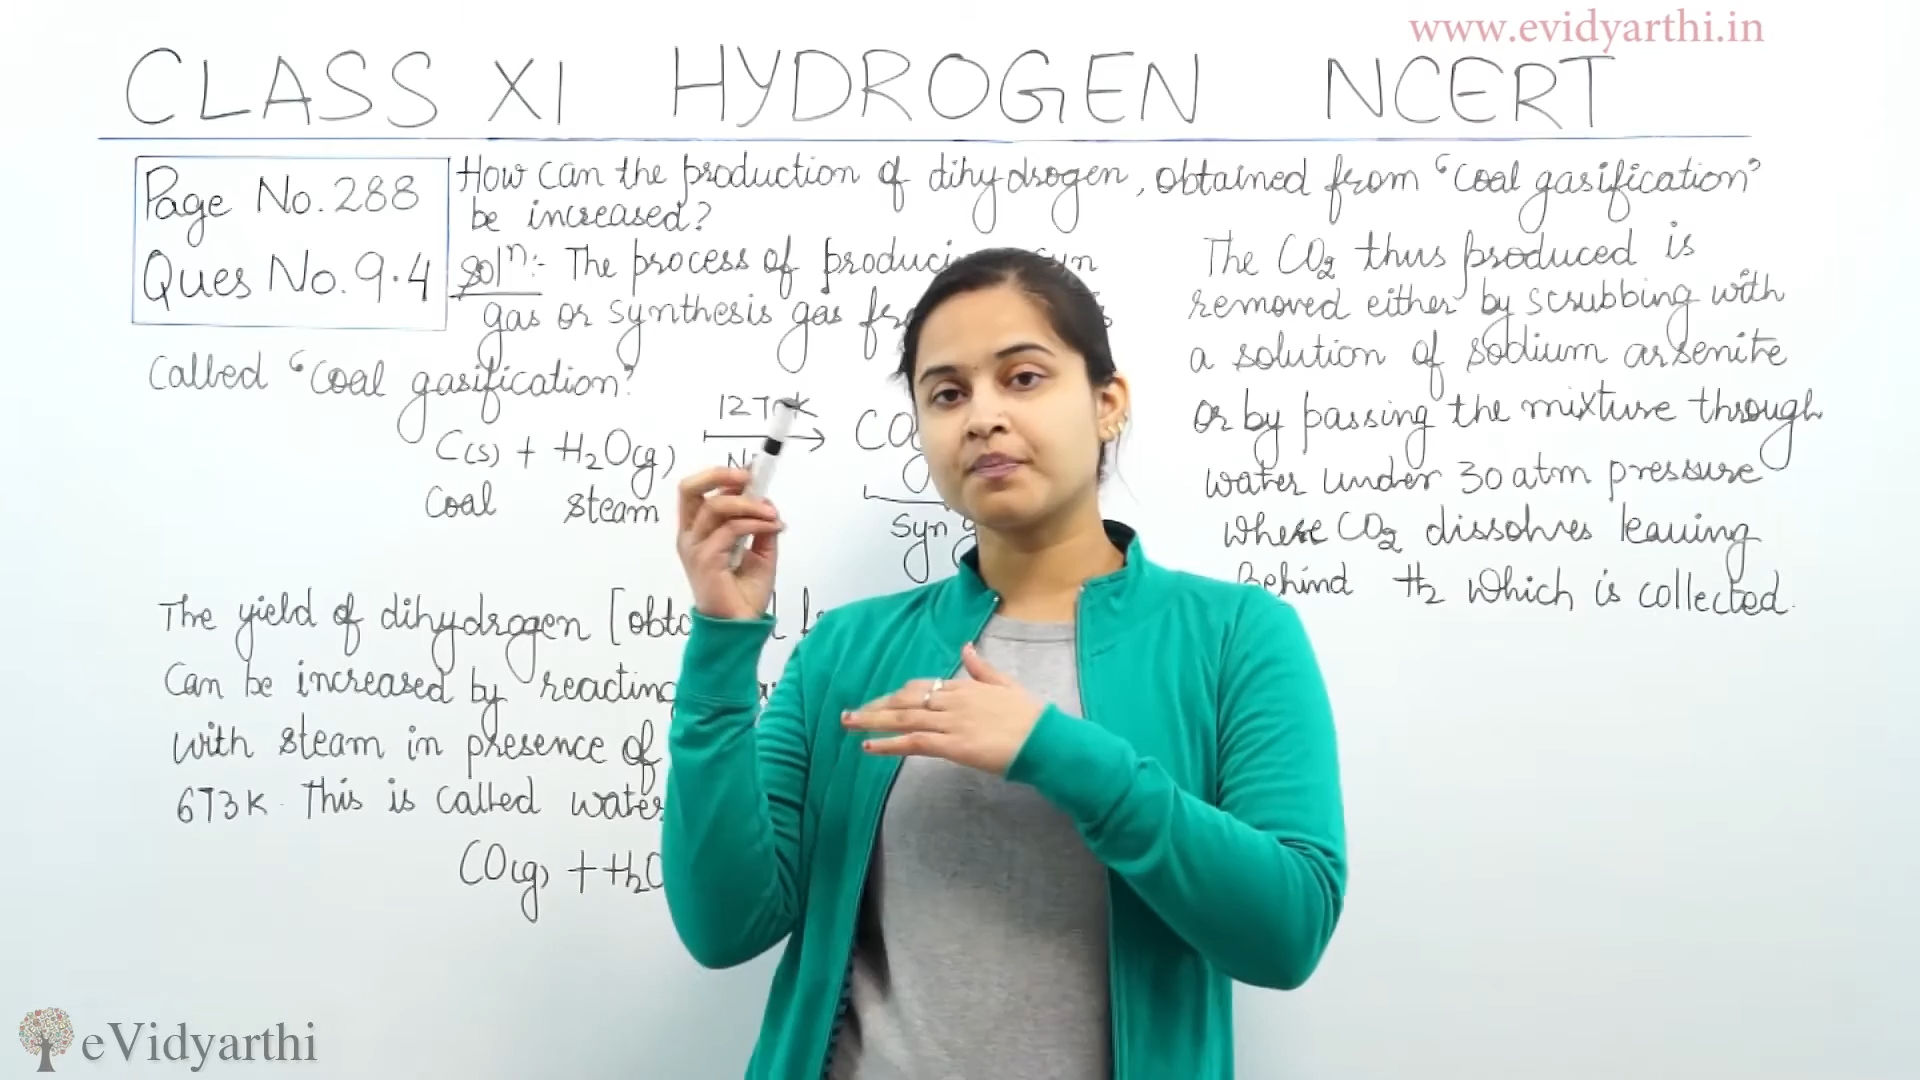 www.evidyarthi.in
CLASS XI HYDROGEN NCERT
Page No. 288
Ques No. 9.4
How can the production of dihydrogen, obtained from "coal gasification"
be increased?
Solⁿ:- The process of
gas or synthesis gas
Called "Coal gasification".
C(s) + H₂O(g)
Coal steam
The yield of dihydrogen
Can be increased by reacting
with steam in presence of
673K. This is called water
CO(g) + H₂O
The CO₂ thus produced is
removed either by scrubbing with
a solution of sodium arsenite
or by passing the mixture through
water under 30 atm pressure
where CO₂ dissolves leaving
Behind H₂ which is collected.
eVidyarthi